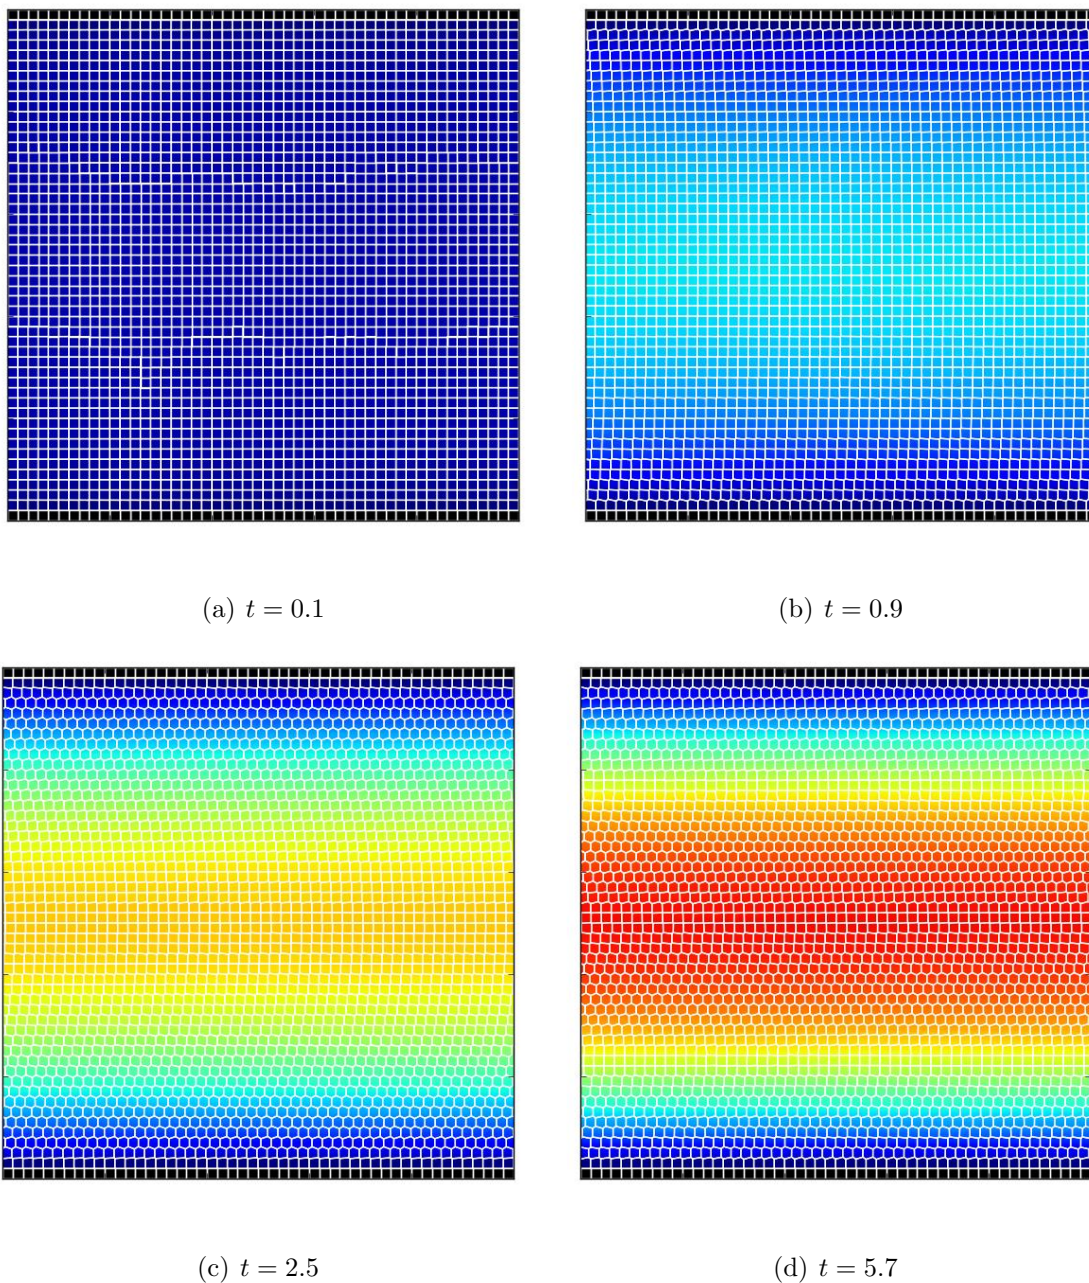 (a) t = 0.1
(b) t = 0.9
(c) t = 2.5
(d) t = 5.7